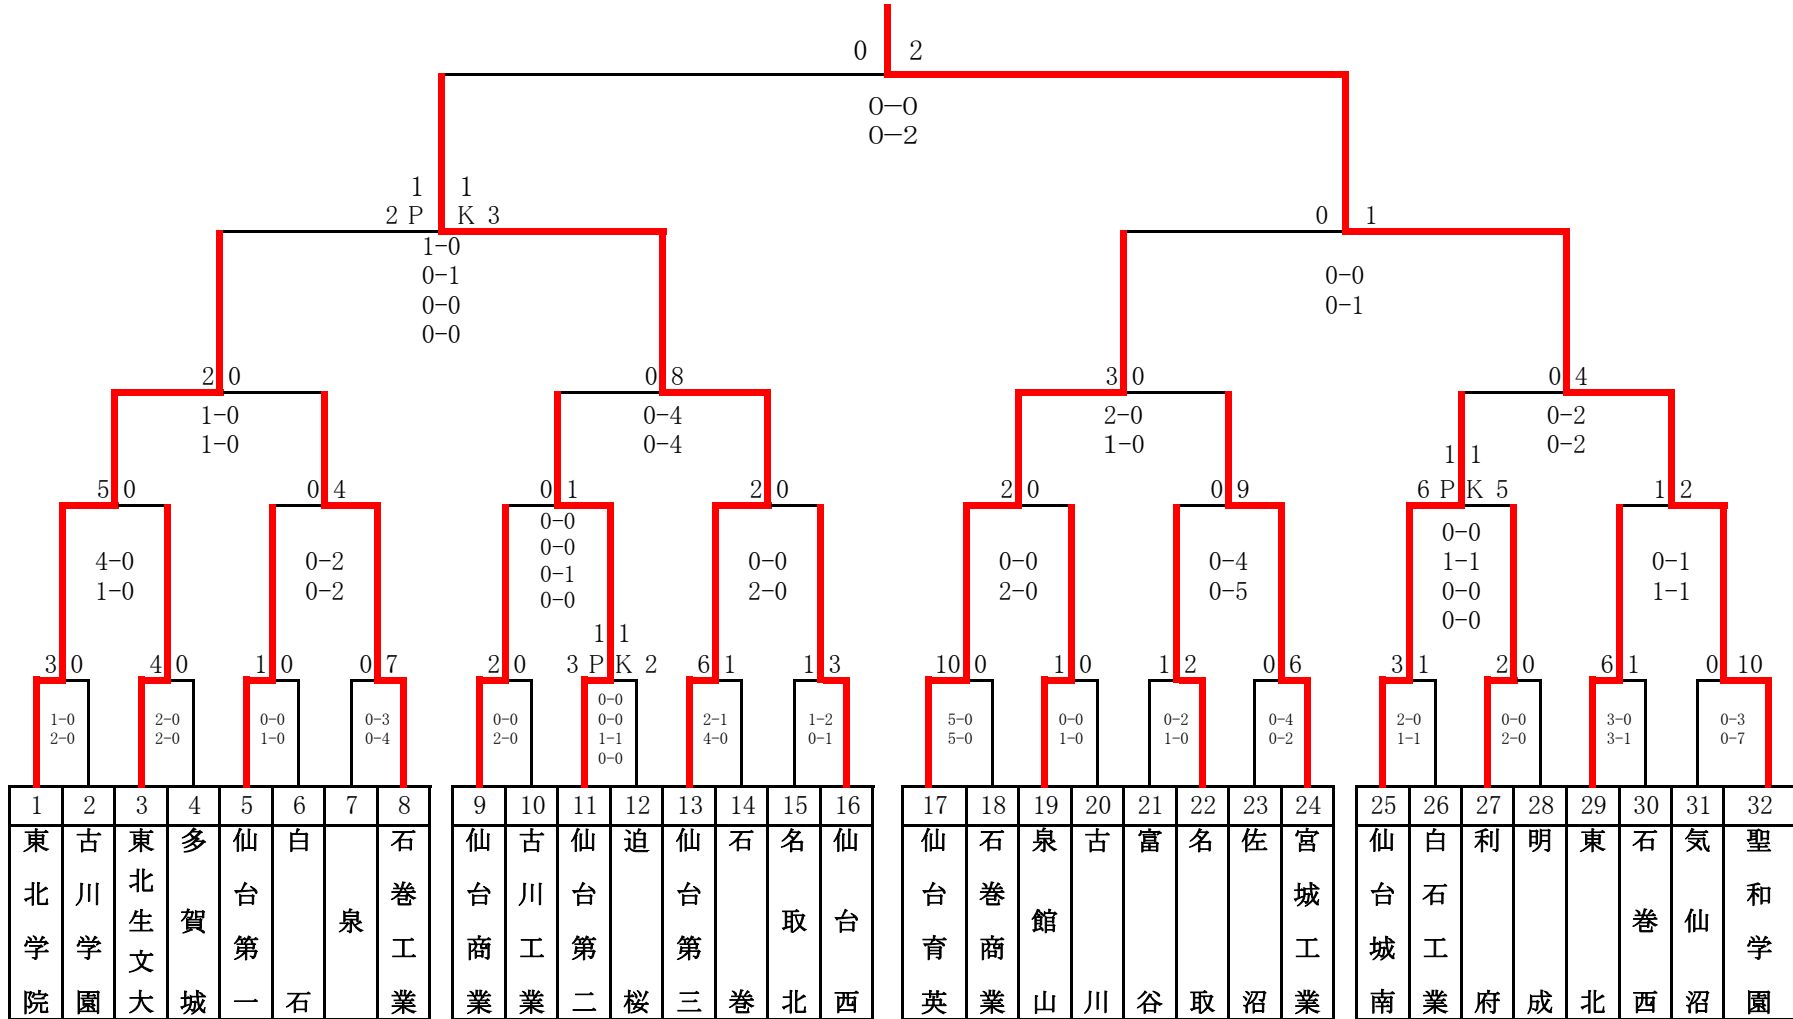 0 2
0-0
0-2
1 1
2 P K 3
1-0
0-1
0-0
0-0
0 1
0-0
0-1
2 0
1-0
1-0
0 8
0-4
0-4
3 0
2-0
1-0
0 4
0-2
0-2
5 0
4-0
1-0
0 4
0-2
0-2
0 1
0-0
0-0
0-1
0-0
2 0
0-0
2-0
2 0
0-0
2-0
0 9
0-4
0-5
1 1
6 P K 5
0-0
1-1
0-0
0-0
1 2
0-1
1-1
3 0
1-0
2-0
4 0
2-0
2-0
1 0
0-0
1-0
0 7
0-3
0-4
2 0
0-0
2-0
1 1
3 P K 2
0-0
0-0
1-1
0-0
6 1
2-1
4-0
1 3
1-2
0-1
10 0
5-0
5-0
1 0
0-0
1-0
1 2
0-2
1-0
0 6
0-4
0-2
3 1
2-0
1-1
2 0
0-0
2-0
6 1
3-0
3-1
0 10
0-3
0-7
1 2 3 4 5 6 7 8 9 10 11 12 13 14 15 16 17 18 19 20 21 22 23 24 25 26 27 28 29 30 31 32
東北学院
古川学園
東北生文大
多賀城
仙台第一
白石
泉
石巻工業
仙台商業
古川工業
仙台第二
迫桜
仙台第三
石巻
名取北
仙台西
仙台育英
石巻商業
泉館山
古川
富谷
名取
佐沼
宮城工業
仙台城南
白石工業
利府
明成
東北
石巻西
気仙沼
聖和学園